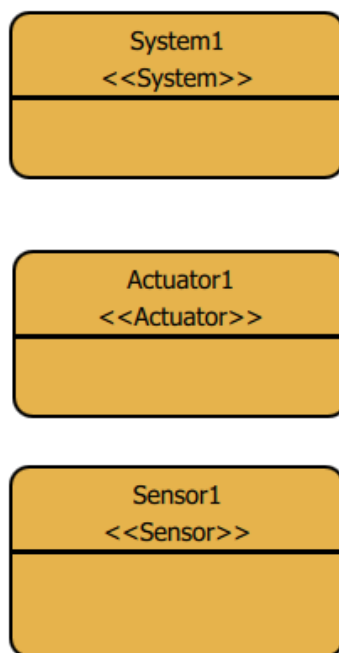 System1
<<System>>
Actuator1
<<Actuator>>
Sensor1
<<Sensor>>